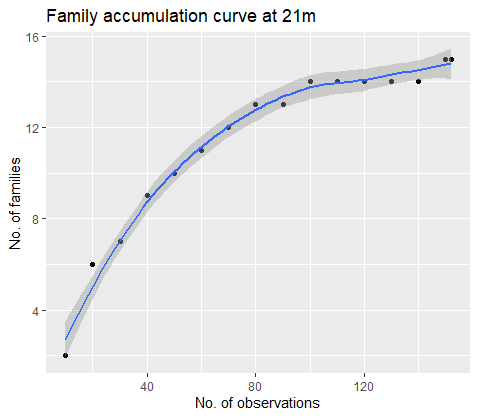 Family accumulation curve at 21m
16
12
8
4
No. of families
40 80 120
No. of observations